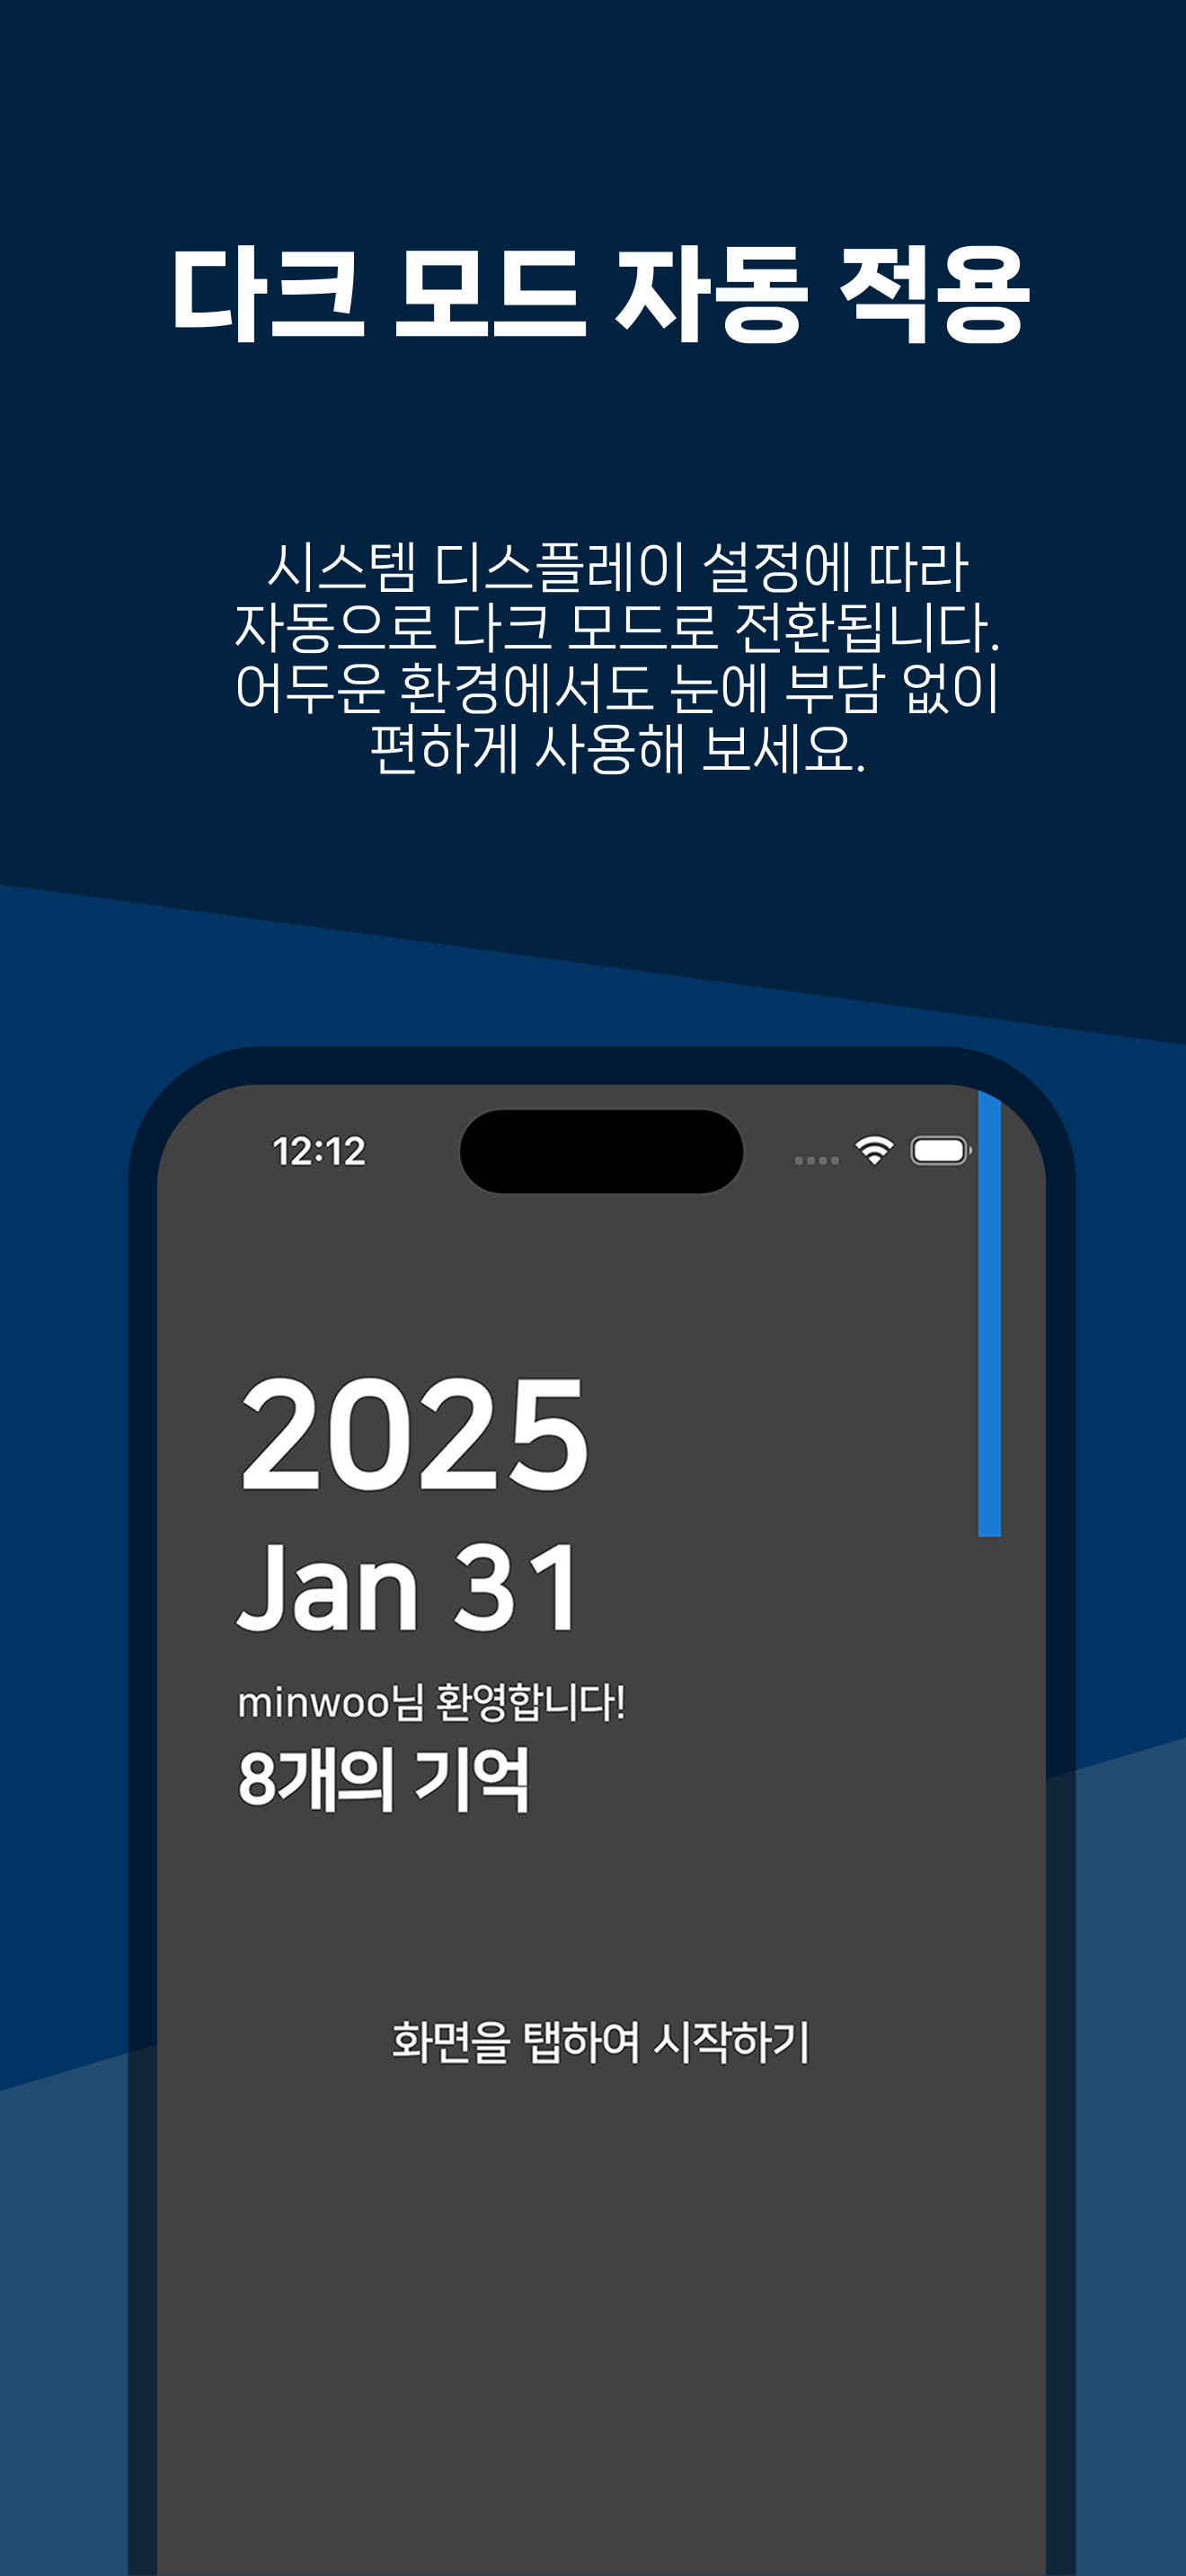 다크 모드 자동 적용
시스템 디스플레이 설정에 따라
자동으로 다크 모드로 전환됩니다.
어두운 환경에서도 눈에 부담 없이
편하게 사용해 보세요.
12:12
2025
Jan 31
minwoo님 환영합니다!
8개의 기억
화면을 탭하여 시작하기